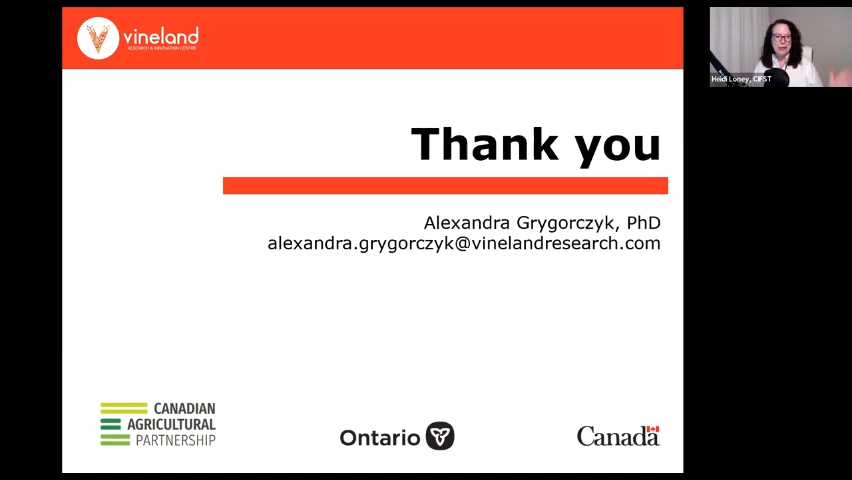 vineland
RESEARCH & INNOVATION CENTRE
Heidi Loney, CIFST
Thank you
Alexandra Grygorczyk, PhD
alexandra.grygorczyk@vinelandresearch.com
CANADIAN
AGRICULTURAL
PARTNERSHIP
Ontario
Canada